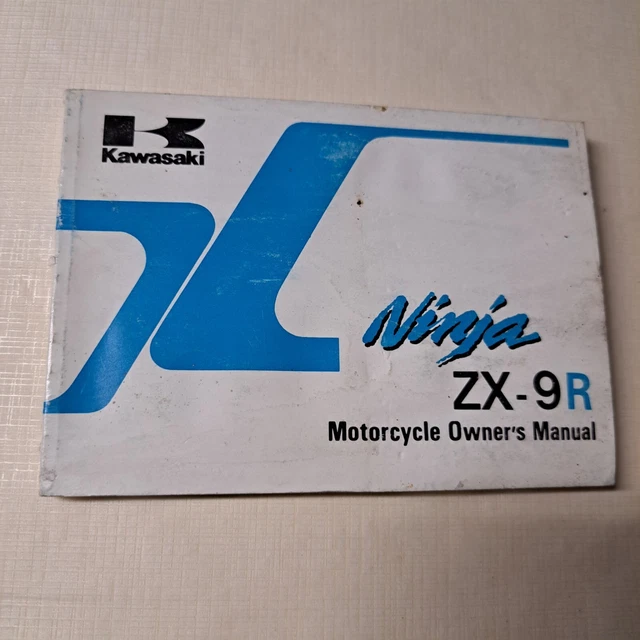 Kawasaki
Ninja
ZX-9R
Motorcycle Owner's Manual